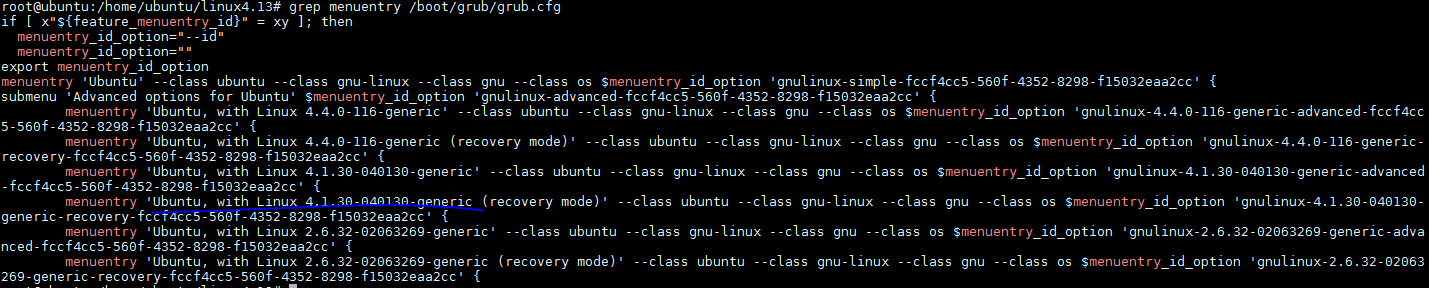 root@ubuntu:/home/ubuntu/linux4.13# grep menuentry /boot/grub/grub.cfg
if [ x"${feature_menuentry_id}" = xy ]; then
  menuentry_id_option="--id"
  menuentry_id_option=""
export menuentry_id_option
menuentry 'Ubuntu' --class ubuntu --class gnu-linux --class gnu --class os $menuentry_id_option 'gnulinux-simple-fccf4cc5-560f-4352-8298-f15032eaa2cc' {
submenu 'Advanced options for Ubuntu' $menuentry_id_option 'gnulinux-advanced-fccf4cc5-560f-4352-8298-f15032eaa2cc' {
        menuentry 'Ubuntu, with Linux 4.4.0-116-generic' --class ubuntu --class gnu-linux --class gnu --class os $menuentry_id_option 'gnulinux-4.4.0-116-generic-advanced-fccf4cc
5-560f-4352-8298-f15032eaa2cc' {
        menuentry 'Ubuntu, with Linux 4.4.0-116-generic (recovery mode)' --class ubuntu --class gnu-linux --class gnu --class os $menuentry_id_option 'gnulinux-4.4.0-116-generic-
recovery-fccf4cc5-560f-4352-8298-f15032eaa2cc' {
        menuentry 'Ubuntu, with Linux 4.1.30-040130-generic' --class ubuntu --class gnu-linux --class gnu --class os $menuentry_id_option 'gnulinux-4.1.30-040130-generic-advanced
-fccf4cc5-560f-4352-8298-f15032eaa2cc' {
        menuentry 'Ubuntu, with Linux 4.1.30-040130-generic (recovery mode)' --class ubuntu --class gnu-linux --class gnu --class os $menuentry_id_option 'gnulinux-4.1.30-040130-
generic-recovery-fccf4cc5-560f-4352-8298-f15032eaa2cc' {
        menuentry 'Ubuntu, with Linux 2.6.32-02063269-generic' --class ubuntu --class gnu-linux --class gnu --class os $menuentry_id_option 'gnulinux-2.6.32-02063269-generic-adva
nced-fccf4cc5-560f-4352-8298-f15032eaa2cc' {
        menuentry 'Ubuntu, with Linux 2.6.32-02063269-generic (recovery mode)' --class ubuntu --class gnu-linux --class gnu --class os $menuentry_id_option 'gnulinux-2.6.32-02063
269-generic-recovery-fccf4cc5-560f-4352-8298-f15032eaa2cc' {